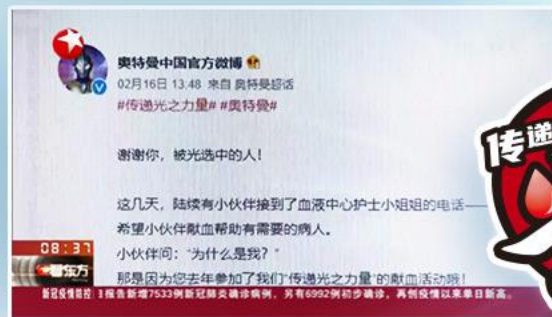 奥特曼中国官方微博
02月16日 13:48 来自 奥特曼超话
#传递光之力量# #奥特曼#
谢谢你，被光选中的人！
传递
这几天，陆续有小伙伴接到了血液中心护士小姐姐的电话——
希望小伙伴献血帮助有需要的病人。
小伙伴问：“为什么是我？”
那是因为您去年参加了我们“传递光之力量”的献血活动哦！
08:37
看东方
新冠疫情防控
报告新增7533例新冠肺炎确诊病例，另有6992例初步确诊，再创疫情以来单日新高。